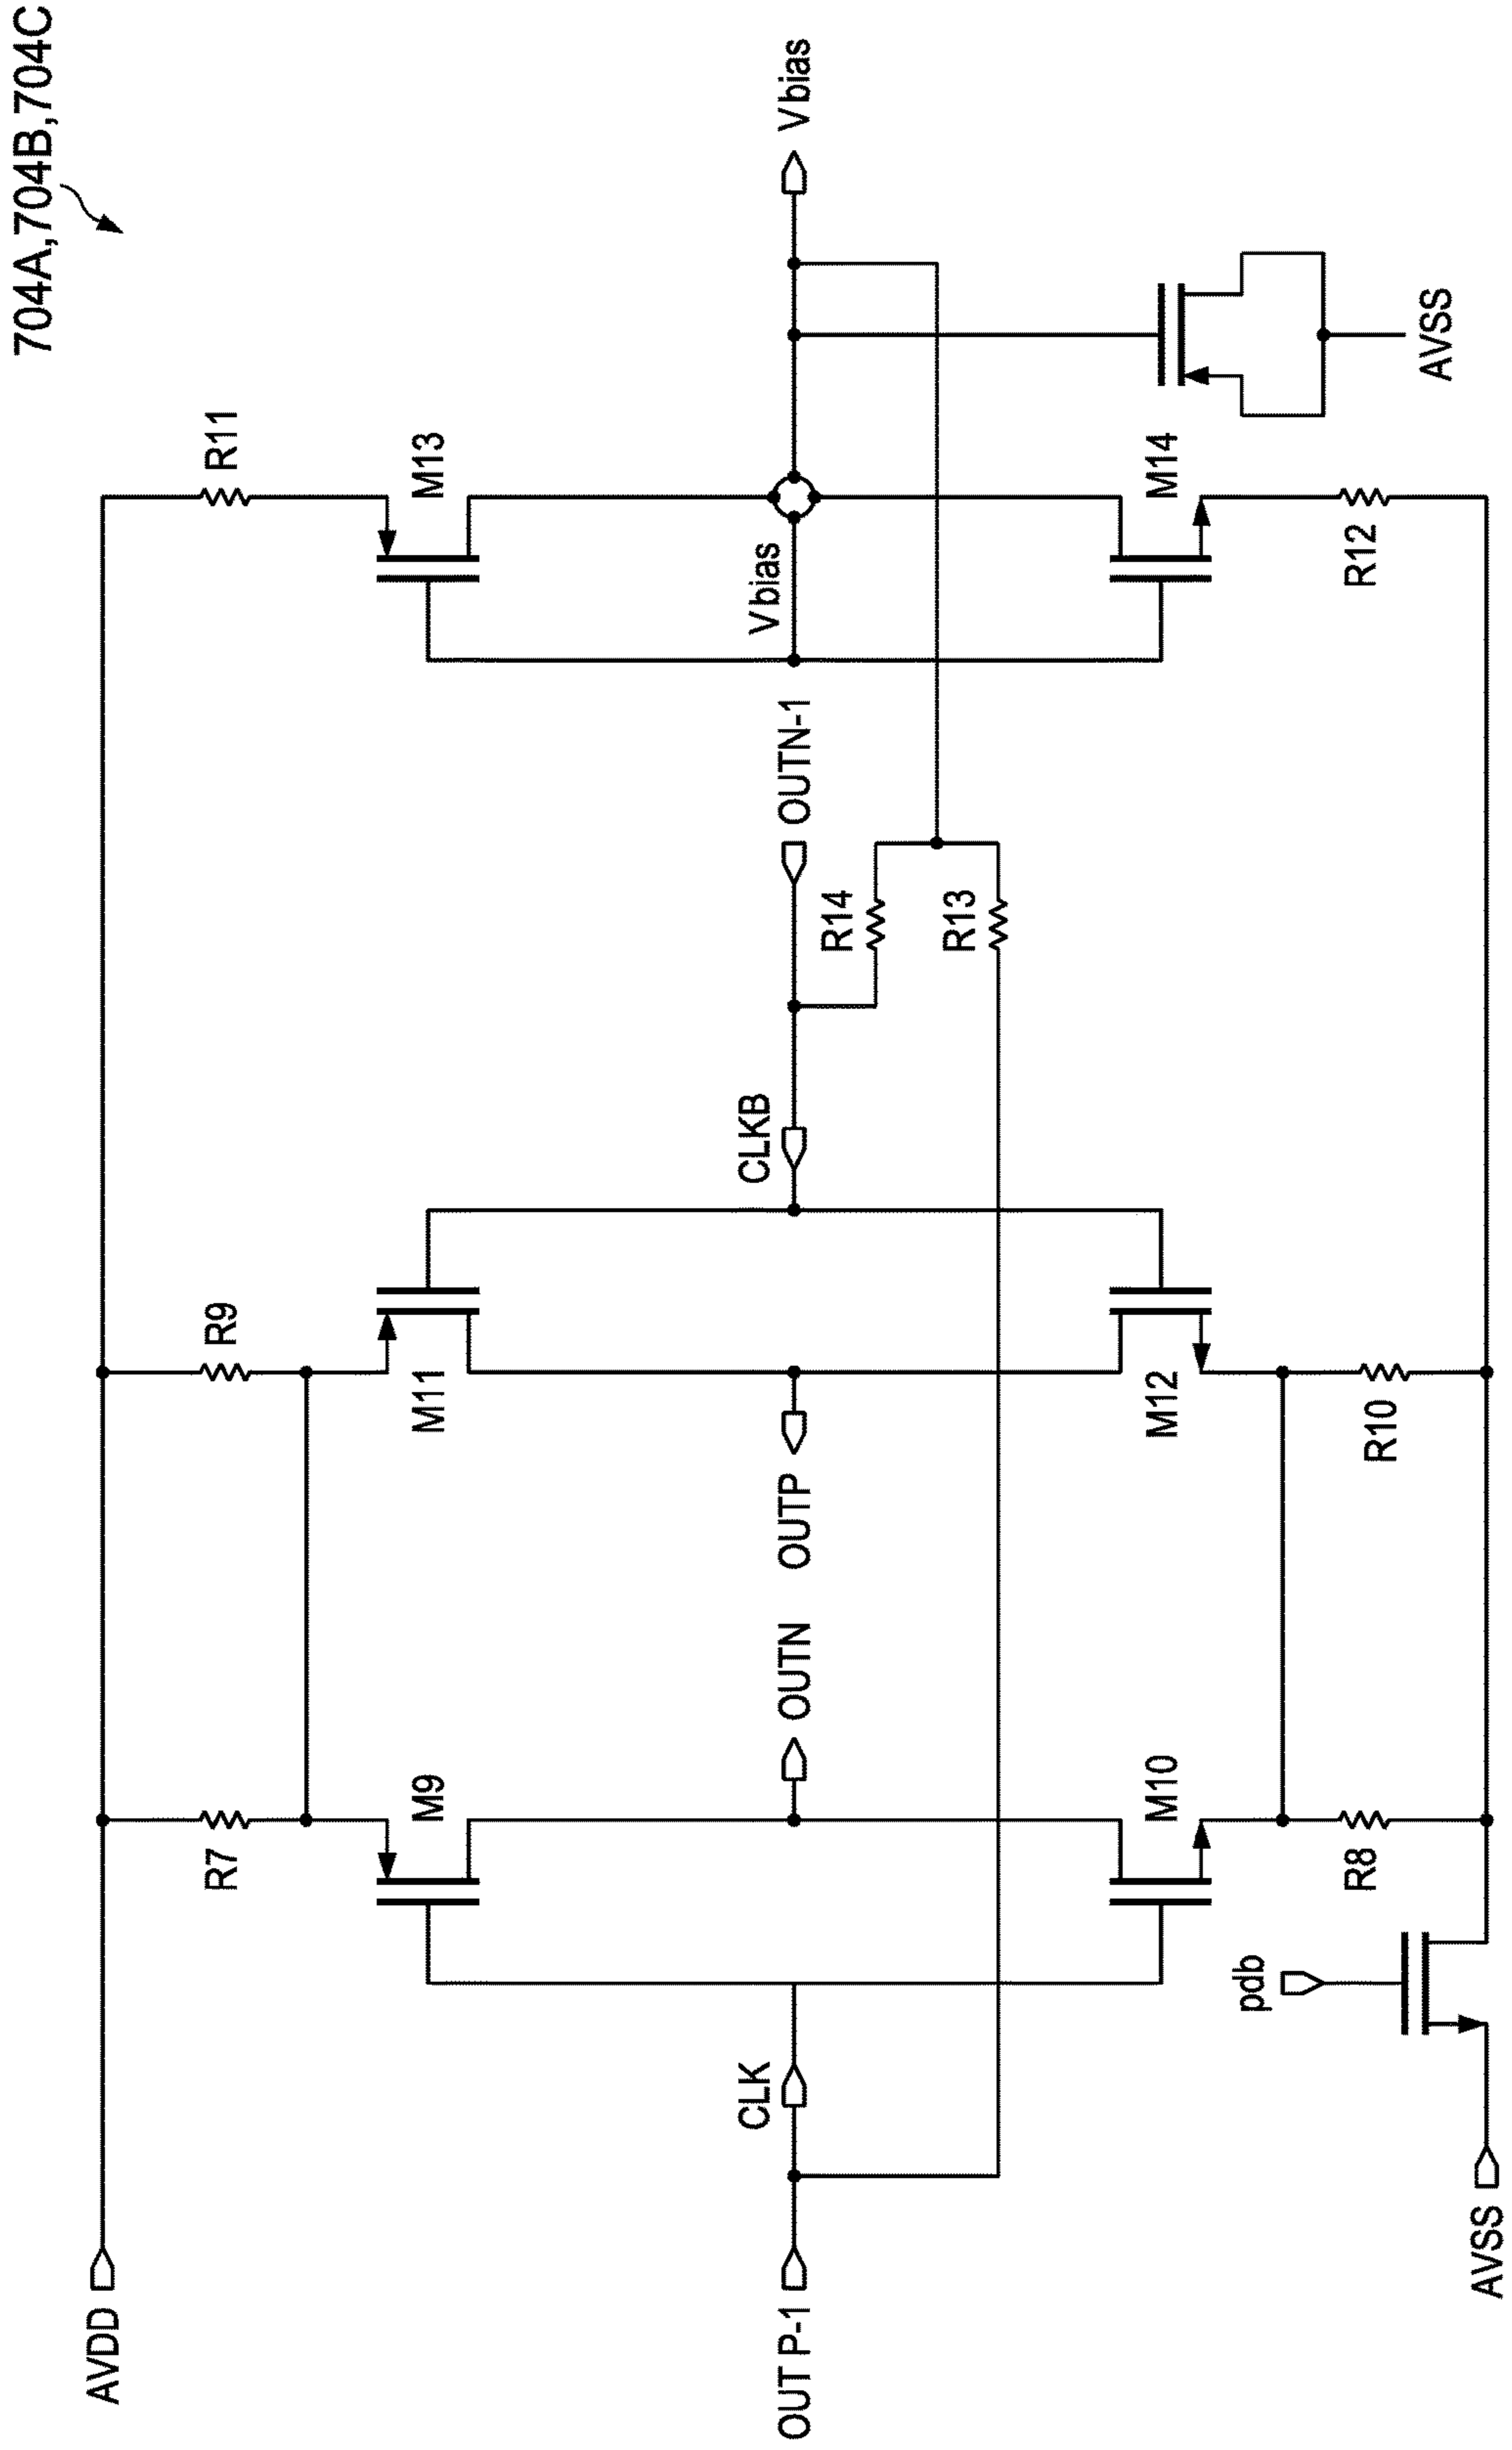 704A,704B,704C
AVDD
R7
R9
R11
M9
M11
M13
OUT P-1
CLK
OUTN
OUTP
CLKB
OUTN-1
Vbias
Vbias
R14
R13
M10
M12
M14
pdb
R8
R10
R12
AVSS
AVSS